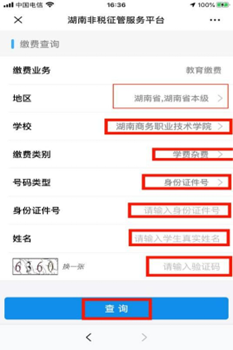 中国电信 16:36 100%
湖南非税征管服务平台
缴费查询
缴费业务 教育缴费
地区 湖南省,湖南省本级
学校 湖南商务职业技术学院
缴费类别 学费杂费
号码类型 身份证件号
身份证件号 请输入身份证件号
姓名 请输入学生真实姓名
6360 换一张 请输入验证码
查 询